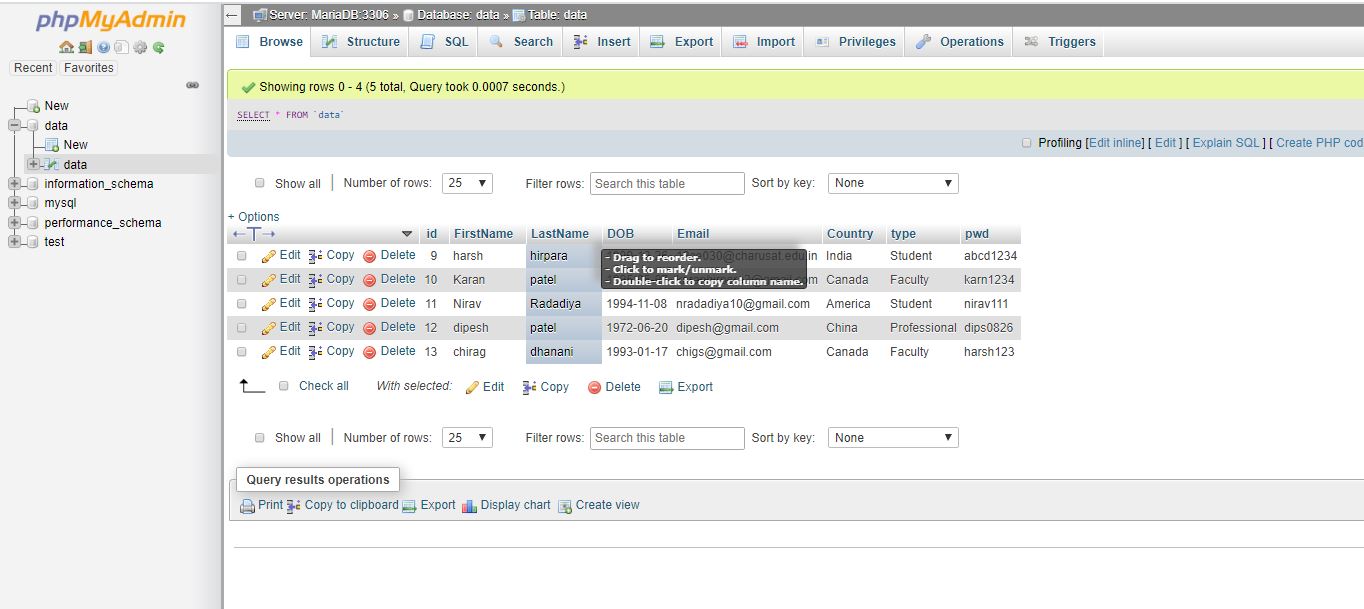 phpMyAdmin
Server: MariaDB:3306 » Database: data » Table: data
Browse Structure SQL Search Insert Export Import Privileges Operations Triggers
Recent Favorites
New
data
New
data
information_schema
mysql
performance_schema
test
Showing rows 0 - 4 (5 total, Query took 0.0007 seconds.)
SELECT * FROM `data`
Profiling [Edit inline] [ Edit ] [ Explain SQL ] [ Create PHP cod
Show all Number of rows: 25 Filter rows: Search this table Sort by key: None
+ Options
id FirstName LastName DOB Email Country type pwd
Edit Copy Delete 9 harsh hirpara 030@charusat.edu.in India Student abcd1234
Edit Copy Delete 10 Karan patel Canada Faculty karn1234
Edit Copy Delete 11 Nirav Radadiya 1994-11-08 nradadiya10@gmail.com America Student nirav111
Edit Copy Delete 12 dipesh patel 1972-06-20 dipesh@gmail.com China Professional dips0826
Edit Copy Delete 13 chirag dhanani 1993-01-17 chigs@gmail.com Canada Faculty harsh123
- Drag to reorder.
- Click to mark/unmark.
- Double-click to copy column name.
Check all With selected: Edit Copy Delete Export
Show all Number of rows: 25 Filter rows: Search this table Sort by key: None
Query results operations
Print Copy to clipboard Export Display chart Create view